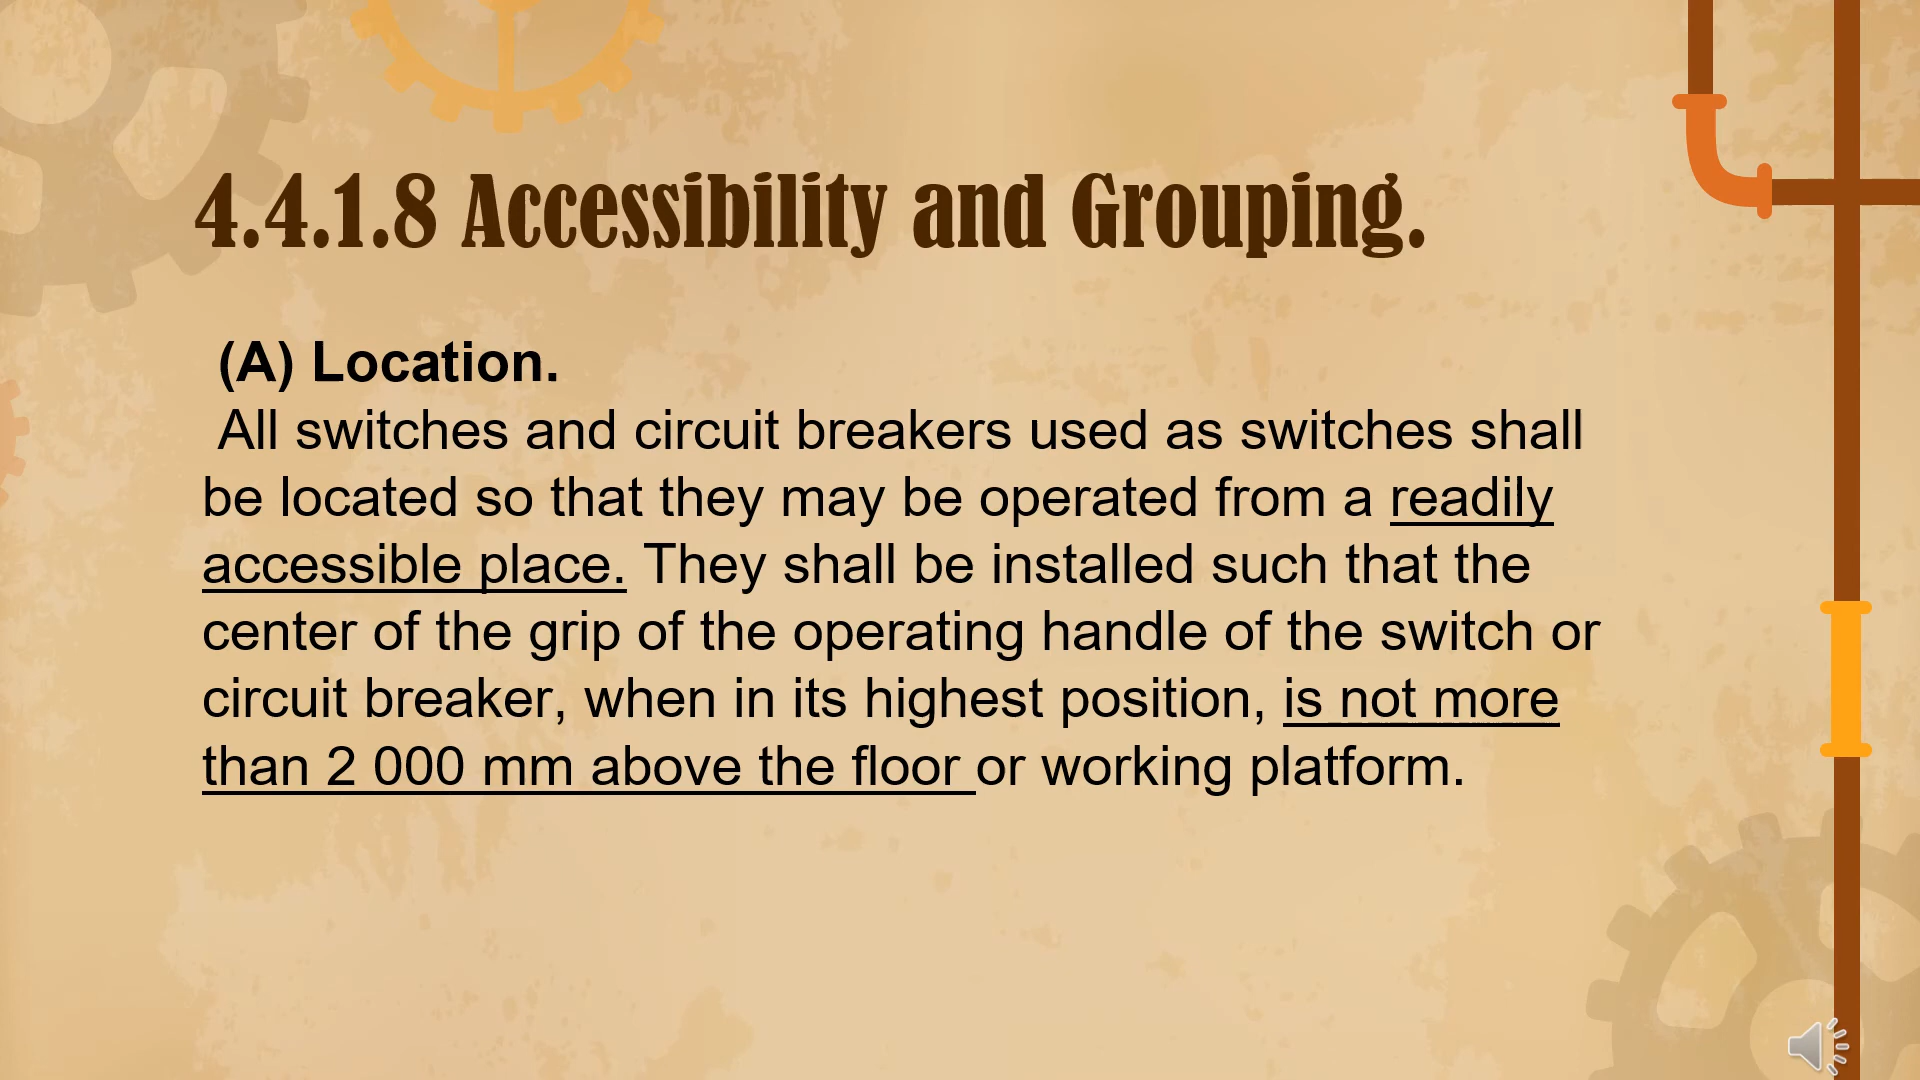 4.4.1.8 Accessibility and Grouping.
(A) Location.
All switches and circuit breakers used as switches shall
be located so that they may be operated from a readily
accessible place. They shall be installed such that the
center of the grip of the operating handle of the switch or
circuit breaker, when in its highest position, is not more
than 2 000 mm above the floor or working platform.